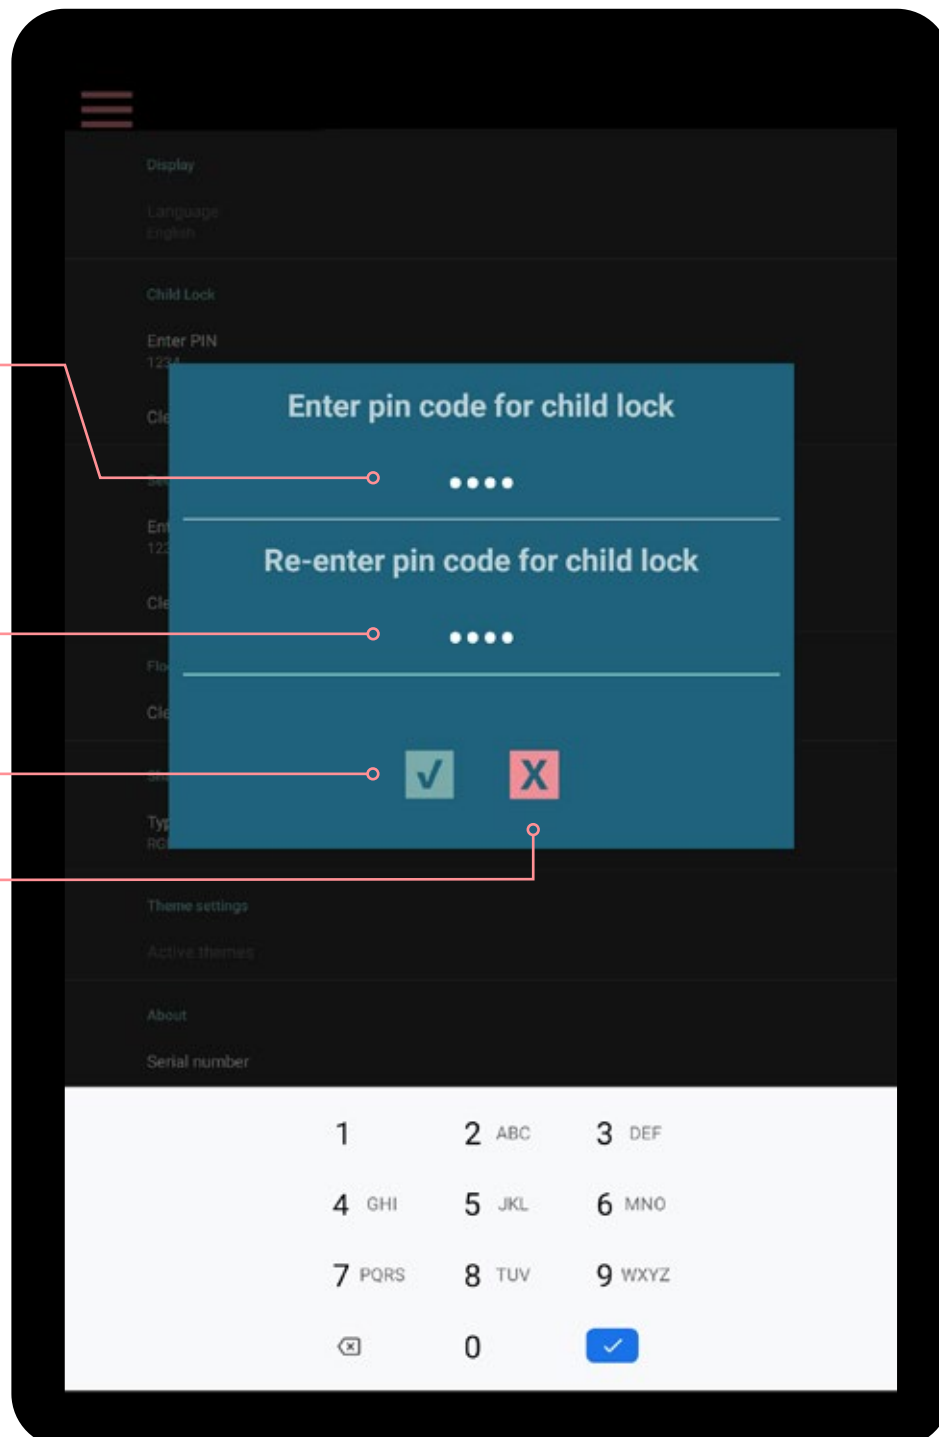 Display
Language
English
Child Lock
Enter PIN
1234
Enter pin code for child lock
••••
Re-enter pin code for child lock
••••
√ X
Theme settings
Active themes
About
Serial number
1 2 ABC 3 DEF
4 GHI 5 JKL 6 MNO
7 PQRS 8 TUV 9 WXYZ
0